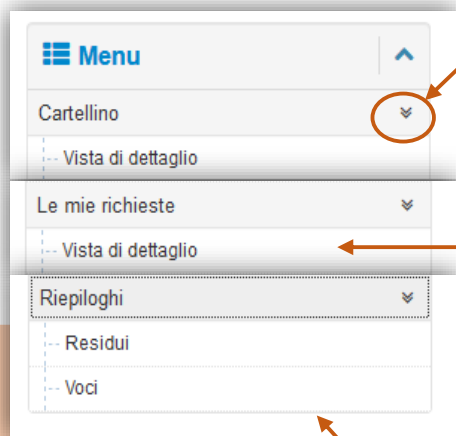 Menu
Cartellino
Vista di dettaglio
Le mie richieste
Vista di dettaglio
Riepiloghi
Residui
Voci